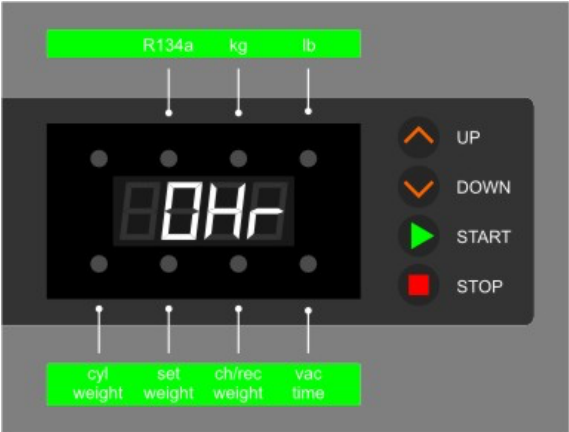 R134a kg lb
0Hr
UP
DOWN
START
STOP
cyl weight set weight ch/rec weight vac time